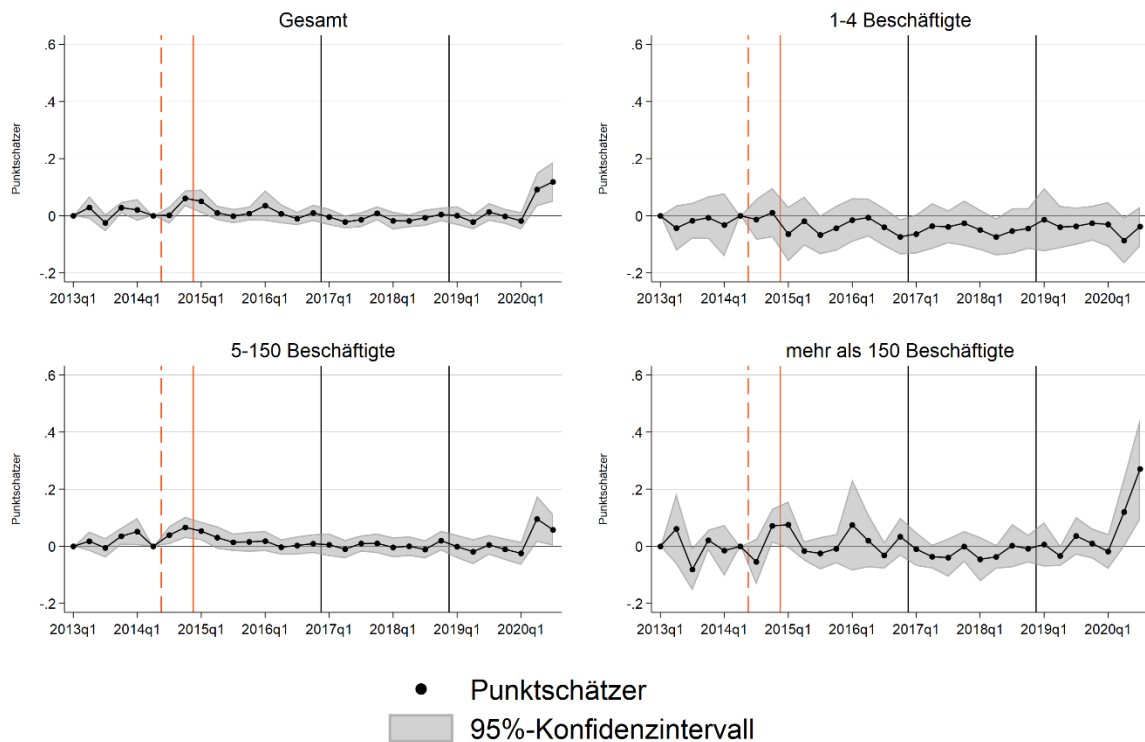 Gesamt
Punktschätzer
.6
.4
.2
0
-.2
2013q1 2014q1 2015q1 2016q1 2017q1 2018q1 2019q1 2020q1
1-4 Beschäftigte
Punktschätzer
.6
.4
.2
0
-.2
2013q1 2014q1 2015q1 2016q1 2017q1 2018q1 2019q1 2020q1
5-150 Beschäftigte
Punktschätzer
.6
.4
.2
0
-.2
2013q1 2014q1 2015q1 2016q1 2017q1 2018q1 2019q1 2020q1
mehr als 150 Beschäftigte
Punktschätzer
.6
.4
.2
0
-.2
2013q1 2014q1 2015q1 2016q1 2017q1 2018q1 2019q1 2020q1
Punktschätzer
95%-Konfidenzintervall